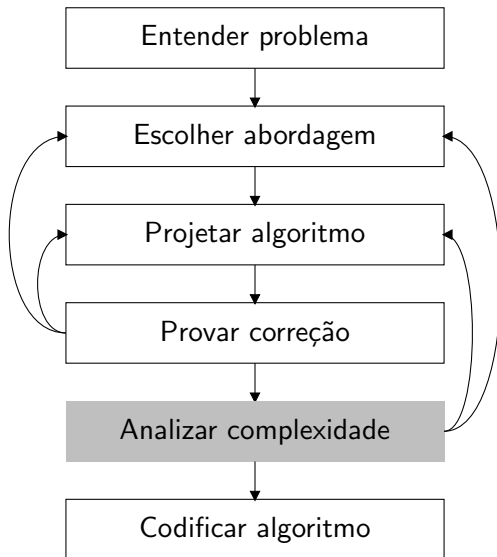 Entender problema
Escolher abordagem
Projetar algoritmo
Provar correção
Analizar complexidade
Codificar algoritmo